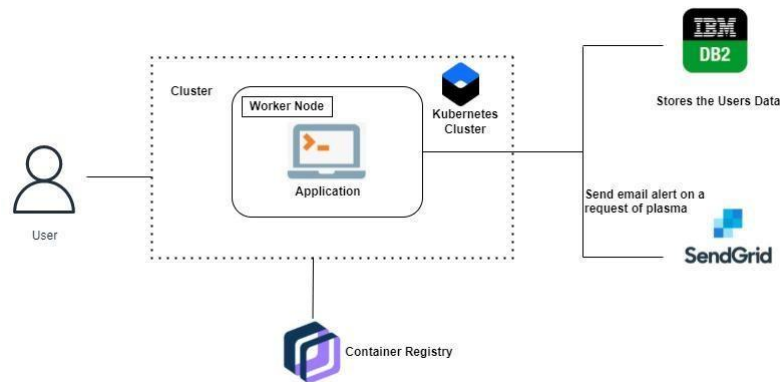 IBM
DB2
Stores the Users Data
Cluster
Worker Node
Application
Kubernetes
Cluster
User
Send email alert on a
request of plasma
SendGrid
Container Registry